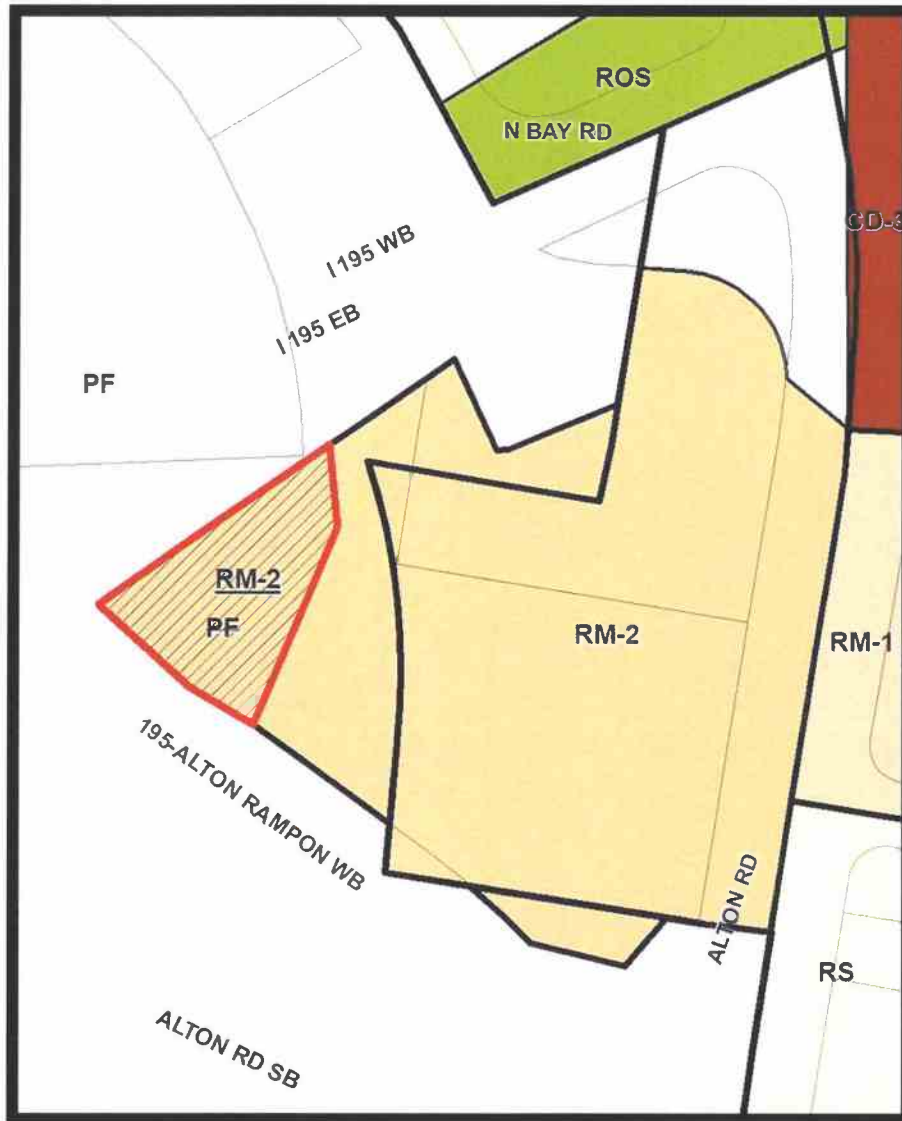 ROS
N BAY RD
CD-3
I 195 WB
I 195 EB
PF
RM-2
PF
RM-2
RM-1
195-ALTON RAMPON WB
ALTON RD
RS
ALTON RD SB